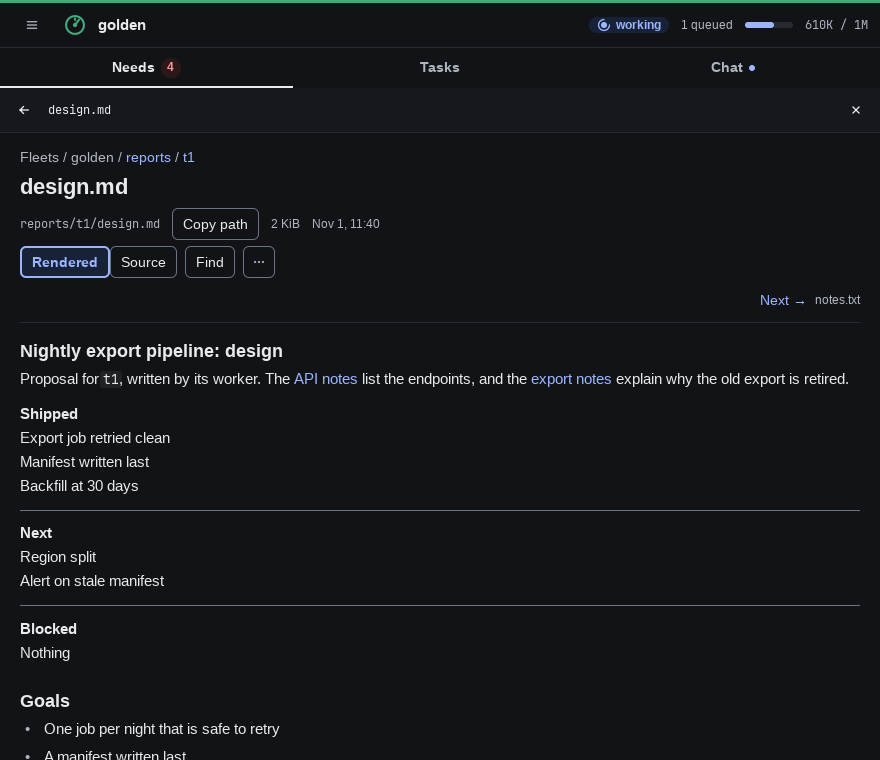 golden
working
1 queued
610K / 1M
Needs 4
Tasks
Chat
design.md
Fleets / golden / reports / t1
design.md
reports/t1/design.md
Copy path
2 KiB
Nov 1, 11:40
Rendered
Source
Find
Next →
notes.txt
Nightly export pipeline: design
Proposal for t1, written by its worker. The API notes list the endpoints, and the export notes explain why the old export is retired.
Shipped
Export job retried clean
Manifest written last
Backfill at 30 days
Next
Region split
Alert on stale manifest
Blocked
Nothing
Goals
• One job per night that is safe to retry
• A manifest written last